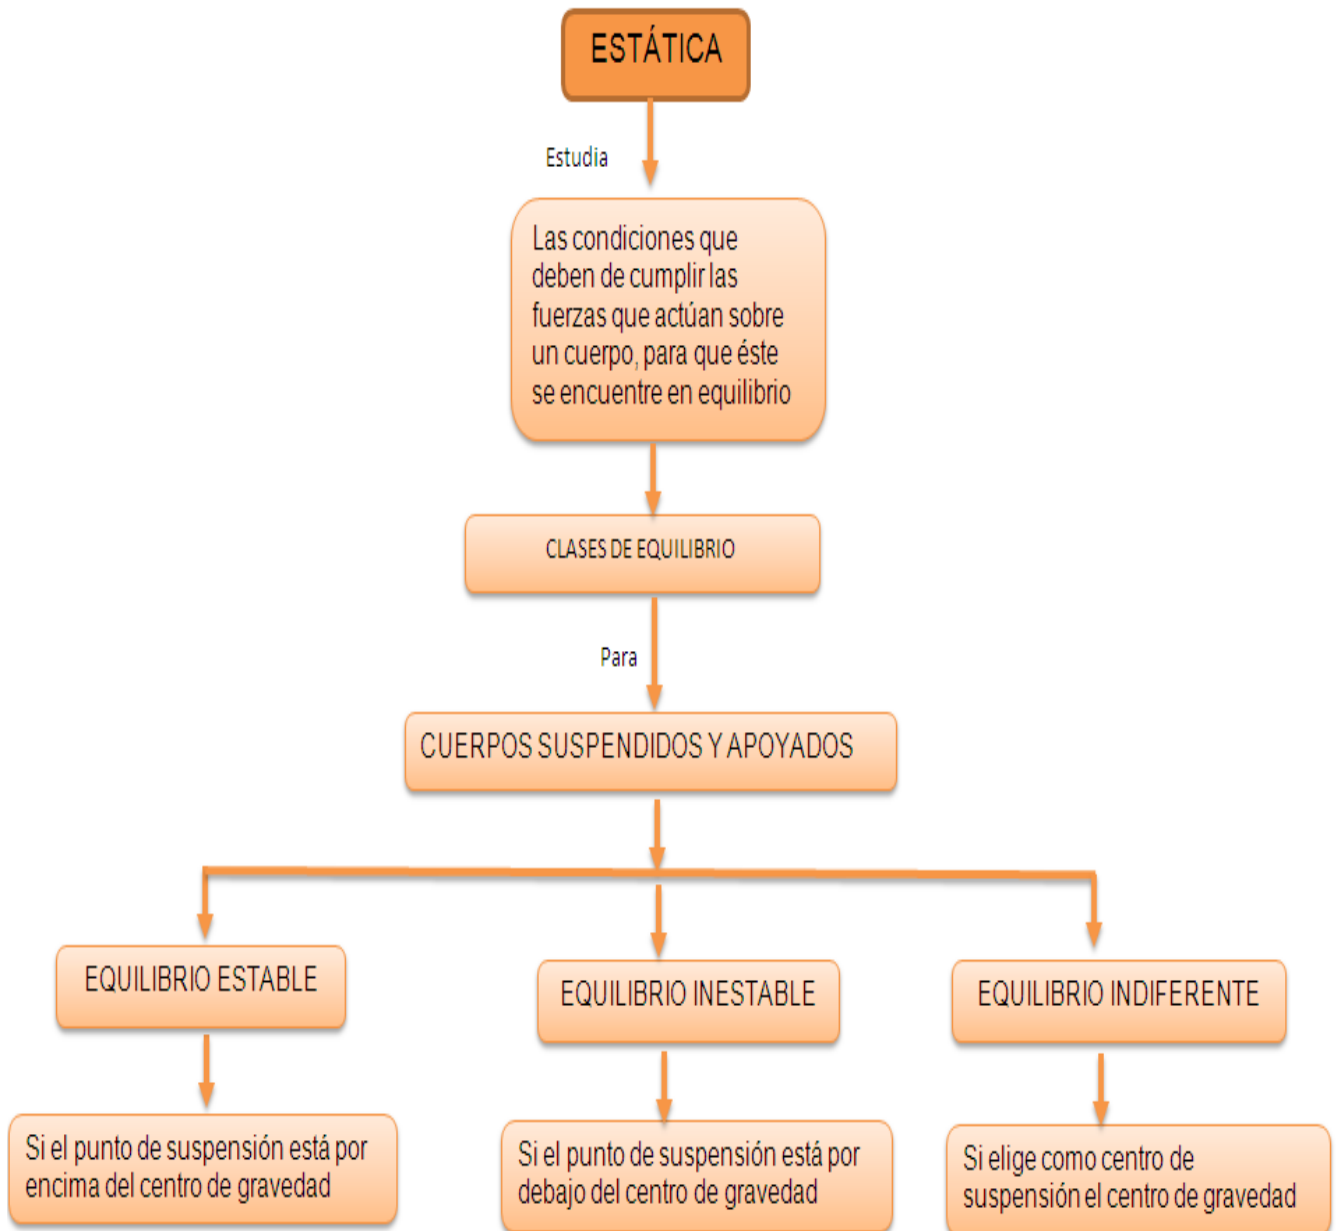 ESTÁTICA
Estudia
Las condiciones que
deben de cumplir las
fuerzas que actúan sobre
un cuerpo, para que éste
se encuentre en equilibrio
CLASES DE EQUILIBRIO
Para
CUERPOS SUSPENDIDOS Y APOYADOS
EQUILIBRIO ESTABLE
EQUILIBRIO INESTABLE
EQUILIBRIO INDIFERENTE
Si el punto de suspensión está por
encima del centro de gravedad
Si el punto de suspensión está por
debajo del centro de gravedad
Si elige como centro de
suspensión el centro de gravedad